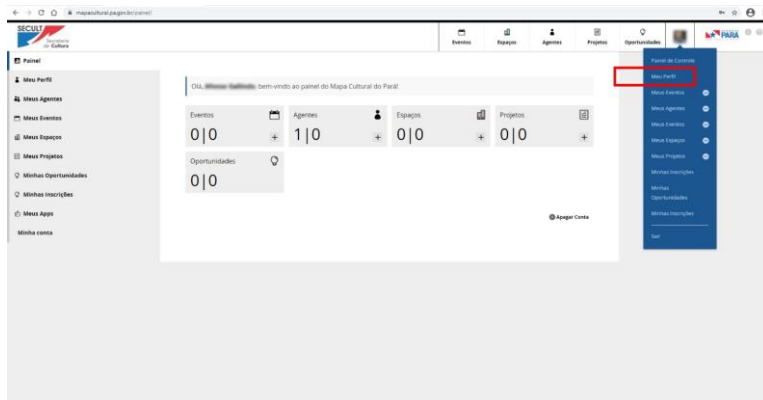 mapacultural.pa.gov.br/painel/
SECULT
Secretaria
de Cultura
Eventos
Espaços
Agentes
Projetos
Oportunidades
PARÁ
Painel
Meu Perfil
Meus Agentes
Meus Eventos
Meus Espaços
Meus Projetos
Minhas Oportunidades
Minhas Inscrições
Meus Apps
Minha conta
Olá, bem-vindo ao painel do Mapa Cultural do Pará!
Eventos
0|0
+
Agentes
1|0
+
Espaços
0|0
+
Projetos
0|0
+
Oportunidades
0|0
Apagar Conta
Painel de Controle
Meu Perfil
Meus Eventos
Meus Agentes
Meus Eventos
Meus Espaços
Meus Projetos
Minhas Inscrições
Minhas
Oportunidades
Minhas Inscrições
Sair